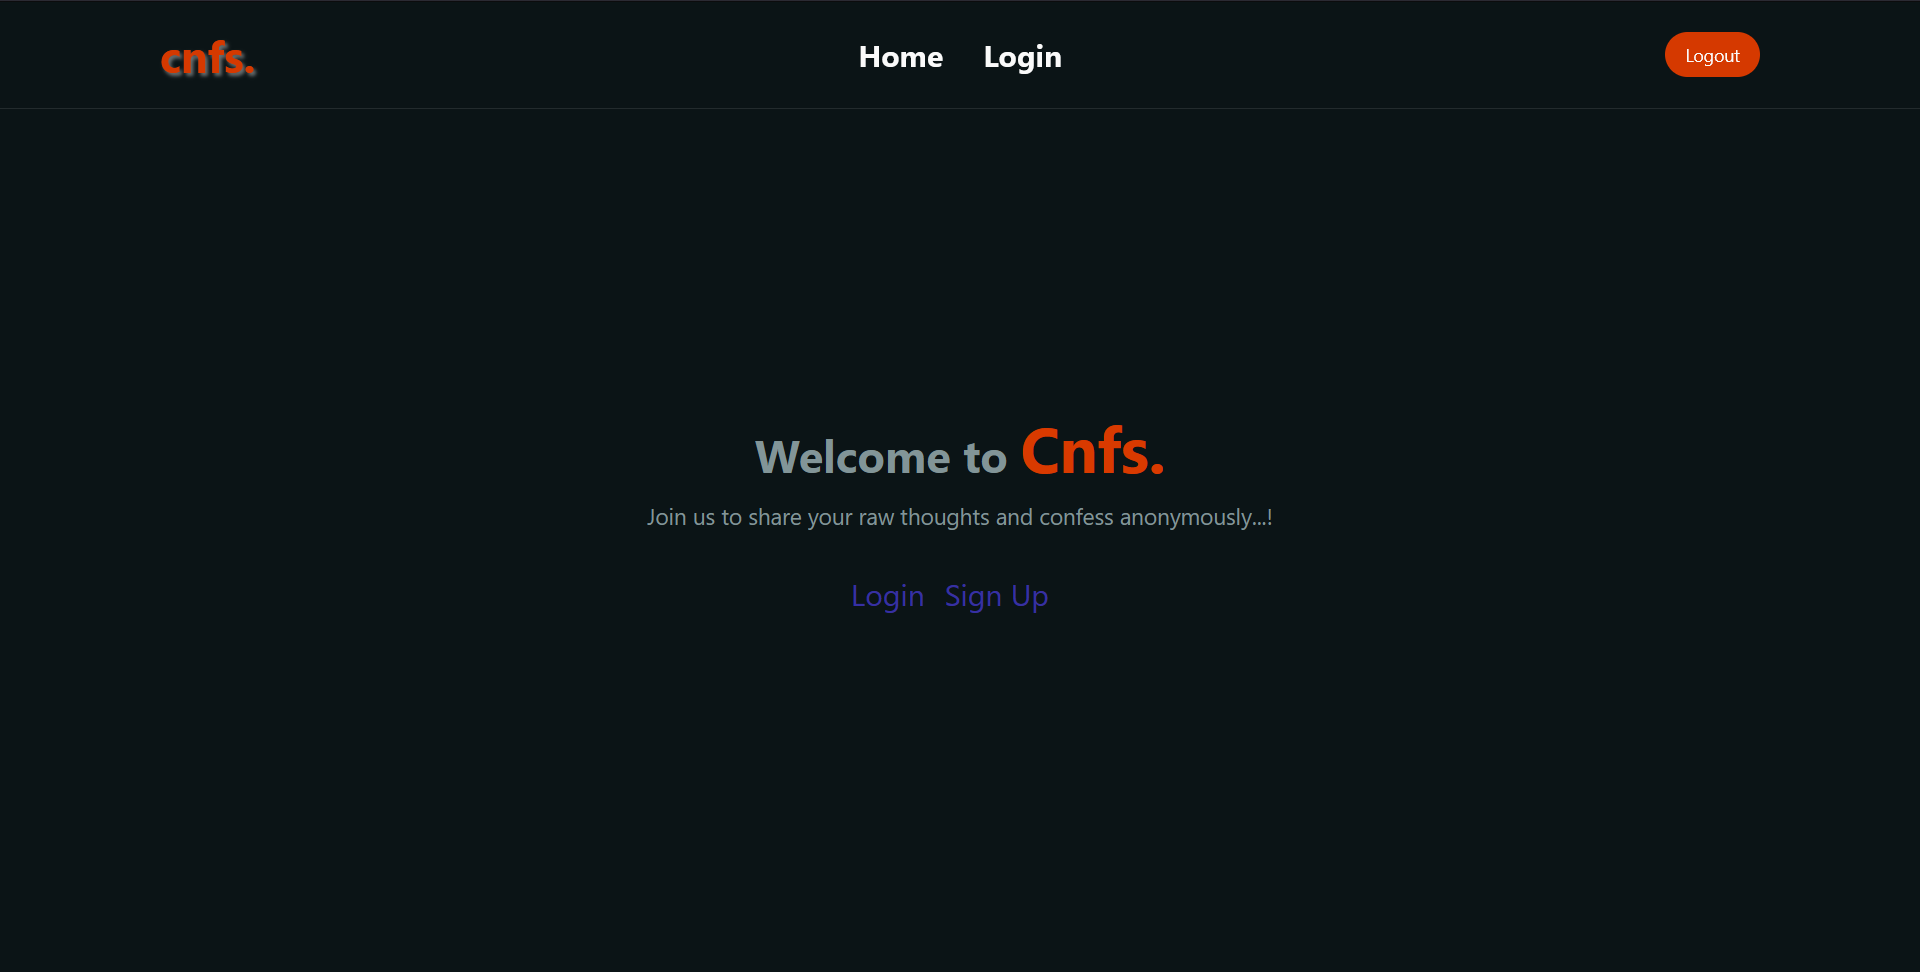 cnfs.
Home Login
Logout
Welcome to Cnfs.
Join us to share your raw thoughts and confess anonymously...!
Login Sign Up